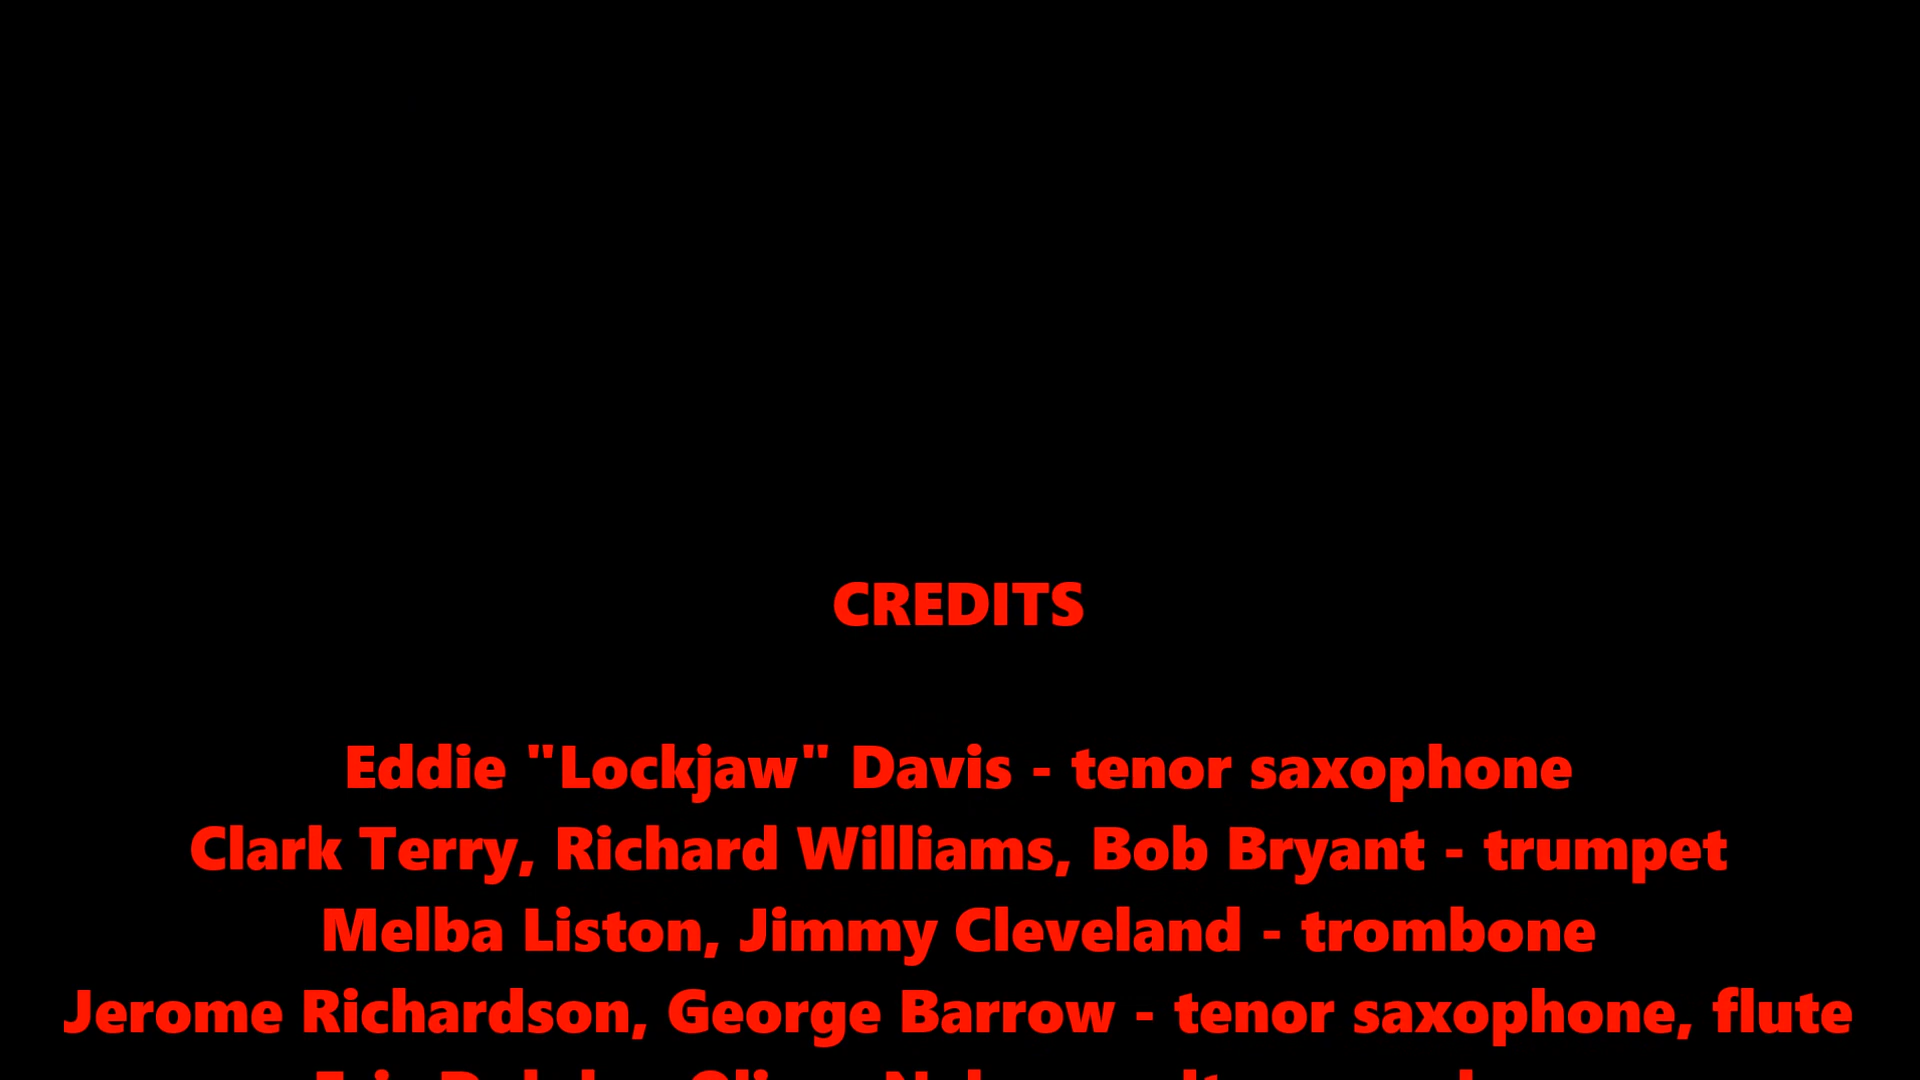 CREDITS
Eddie "Lockjaw" Davis - tenor saxophone
Clark Terry, Richard Williams, Bob Bryant - trumpet
Melba Liston, Jimmy Cleveland - trombone
Jerome Richardson, George Barrow - tenor saxophone, flute